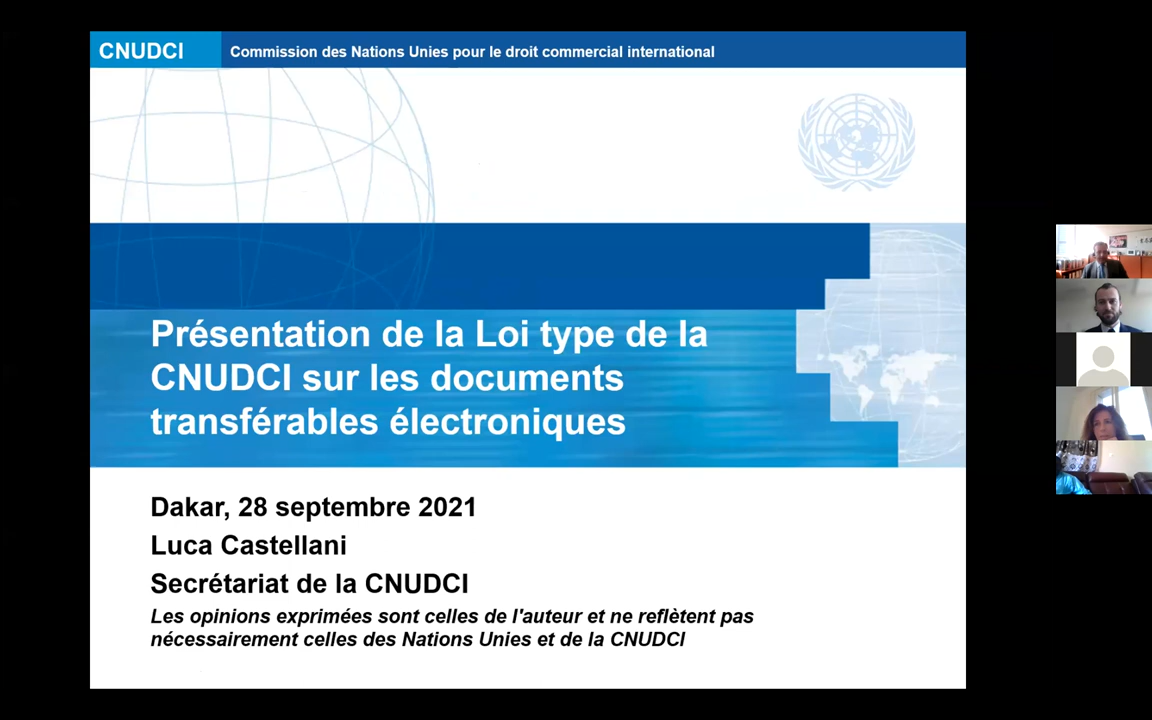 CNUDCI
Commission des Nations Unies pour le droit commercial international
Présentation de la Loi type de la
CNUDCI sur les documents
transférables électroniques
Dakar, 28 septembre 2021
Luca Castellani
Secrétariat de la CNUDCI
Les opinions exprimées sont celles de l'auteur et ne reflètent pas
nécessairement celles des Nations Unies et de la CNUDCI